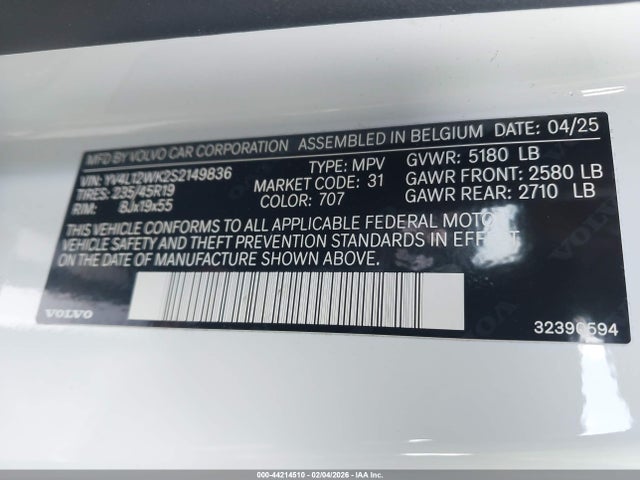 MFD BY VOLVO CAR CORPORATION ASSEMBLED IN BELGIUM DATE: 04/25
VIN: YV4L12WK2S2149836 TYPE: MPV GVWR: 5180 LB
TIRES: 235/45R19 MARKET CODE: 31 GAWR FRONT: 2580 LB
RIM: 8Jx19x55 COLOR: 707 GAWR REAR: 2710 LB
THIS VEHICLE CONFORMS TO ALL APPLICABLE FEDERAL MOTOR
VEHICLE SAFETY AND THEFT PREVENTION STANDARDS IN EFFECT
ON THE DATE OF MANUFACTURE SHOWN ABOVE.
VOLVO 32390594
000-44214510 - 02/04/2026 - IAA Inc.